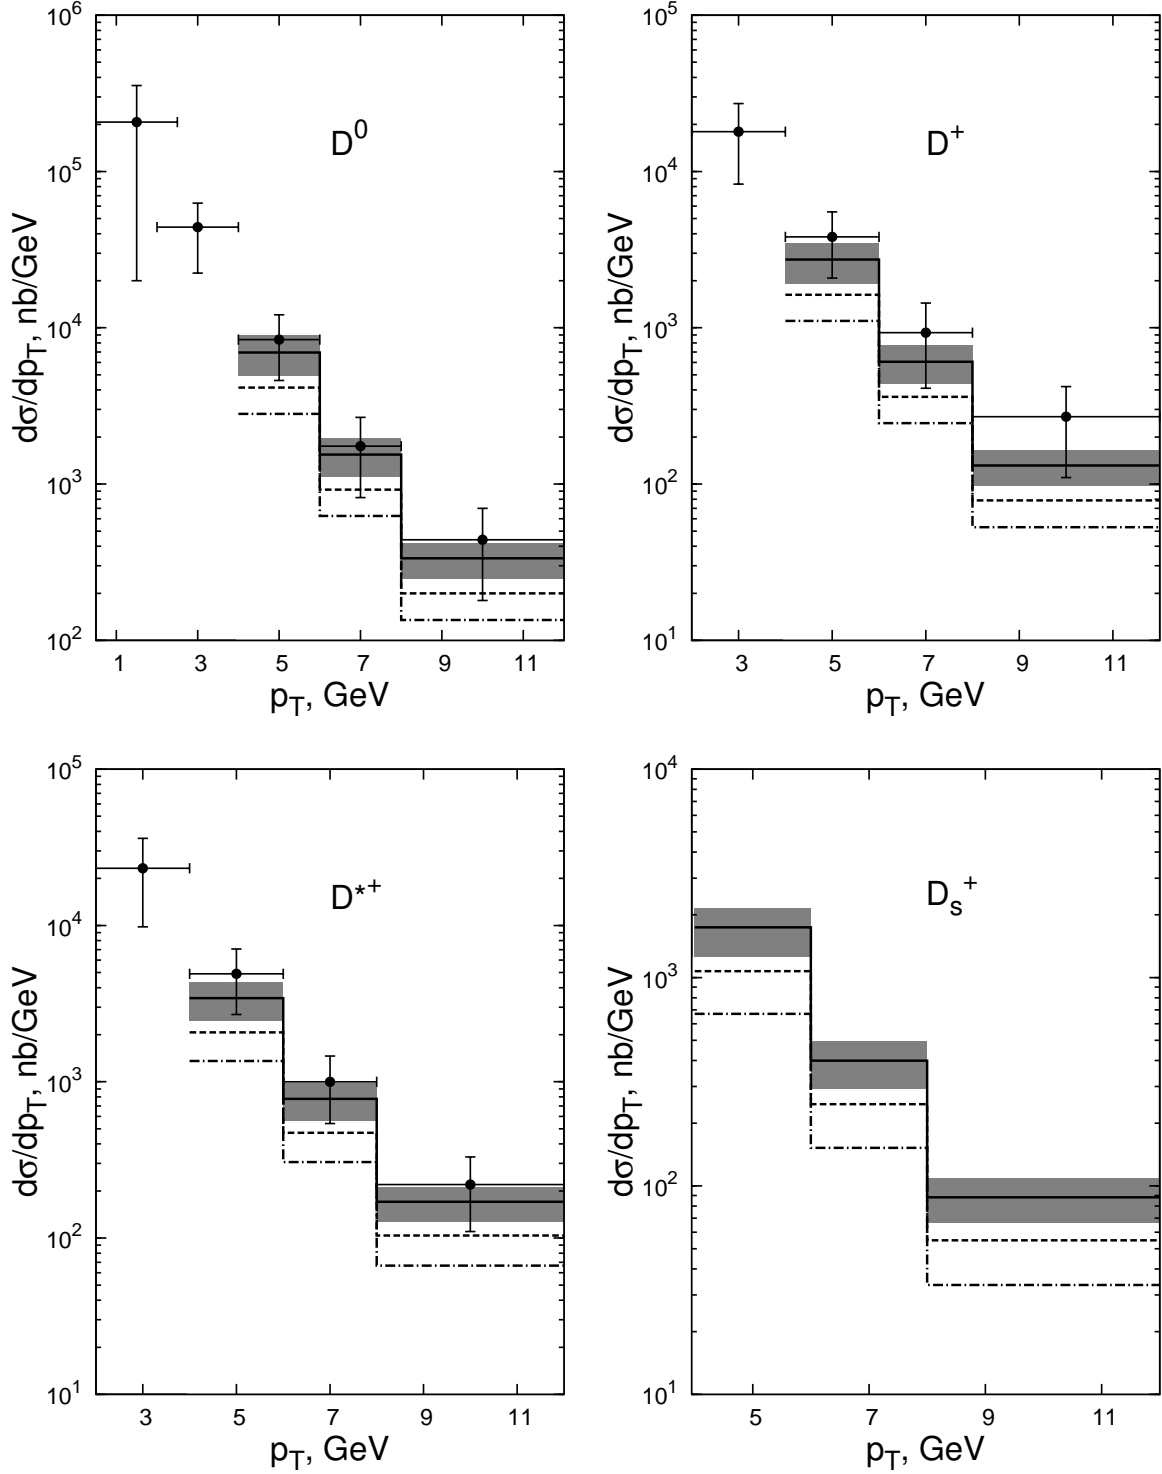 10^6
10^5
10^4
10^3
10^2
dσ/dp_T, nb/GeV
D^0
1 3 5 7 9 11
p_T, GeV
10^5
10^4
10^3
10^2
10^1
dσ/dp_T, nb/GeV
D^+
3 5 7 9 11
p_T, GeV
10^5
10^4
10^3
10^2
10^1
dσ/dp_T, nb/GeV
D*^+
3 5 7 9 11
p_T, GeV
10^4
10^3
10^2
10^1
dσ/dp_T, nb/GeV
D_s^+
5 7 9 11
p_T, GeV